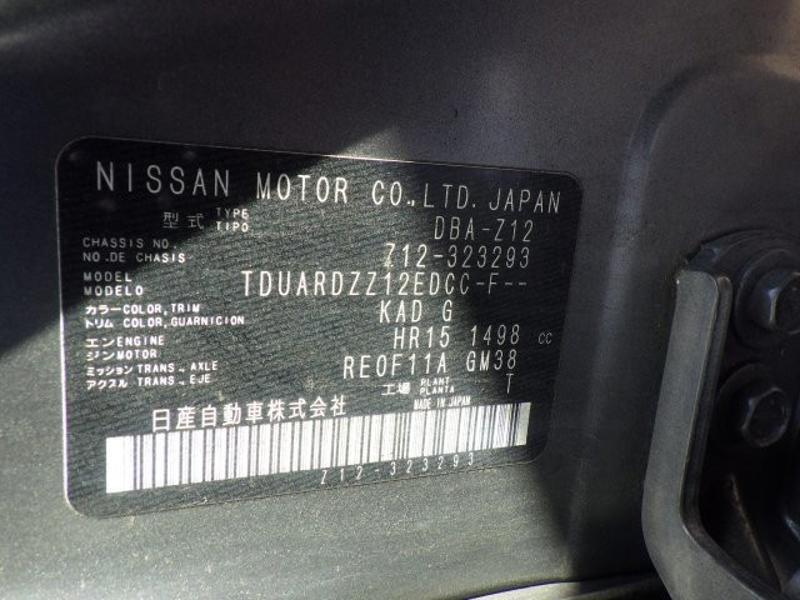 NISSAN MOTOR CO.,LTD. JAPAN
型式 TYPE TIPO DBA-Z12
CHASSIS NO.
NO.DE CHASIS Z12-323293
MODEL
MODELO TDUARDZZ12EDCC-F--
カラー COLOR, TRIM
トリム COLOR, GUARNICION KAD G
エン ENGINE
ジン MOTOR HR15 1498 CC
ミッション TRANS., AXLE
アクスル TRANS., EJE RE0F11A GM38
工場 PLANT PLANTA T
日産自動車株式会社 MADE IN JAPAN
Z12-323293